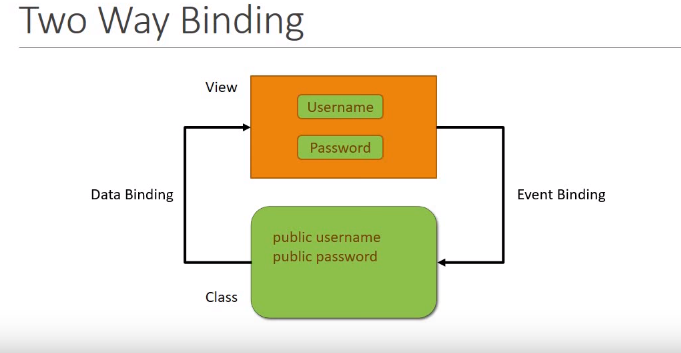 Two Way Binding
View
Username
Password
Data Binding
Event Binding
public username
public password
Class